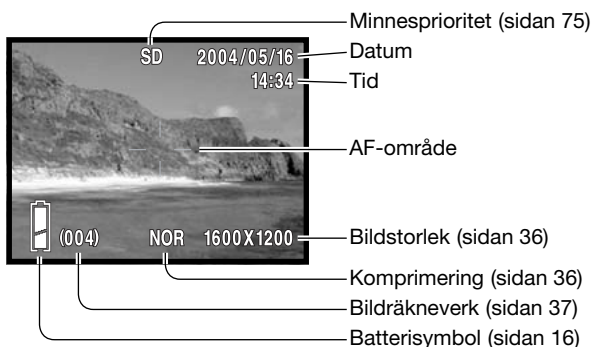 Minnesprioritet (sidan 75)
SD 2004/05/16
Datum
14:34
Tid
AF-område
(004) NOR 1600X1200
Bildstorlek (sidan 36)
Komprimering (sidan 36)
Bildräkneverk (sidan 37)
Batterisymbol (sidan 16)